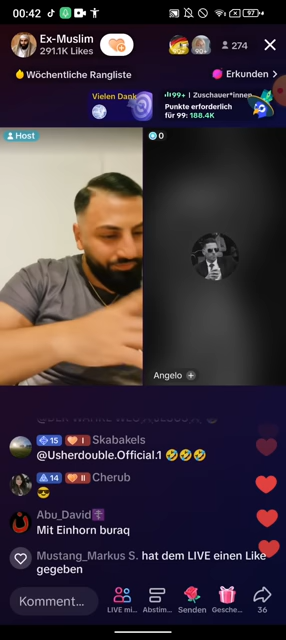 00:42
97
Ex-Muslim
291.1K Likes
274
Wöchentliche Rangliste
Erkunden >
Vielen Dank
99+ | Zuschauer*innen
Punkte erforderlich
für 99: 188.4K
Host
0
Angelo +
15 I Skabakels
@Usherdouble.Official.1 🤣🤣🤣
14 II Cherub
😎
Abu_David
Mit Einhorn buraq
Mustang_Markus S. hat dem LIVE einen Like
gegeben
Komment...
LIVE mi...
Abstim...
Senden
Gesche...
36